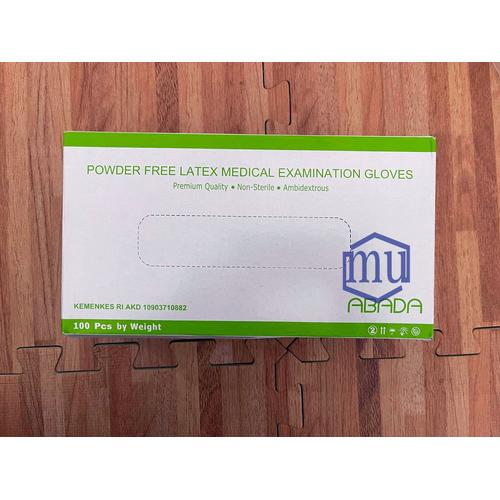 POWDER FREE LATEX MEDICAL EXAMINATION GLOVES
Premium Quality • Non-Sterile • Ambidextrous
mu
ABADA
KEMENKES RI AKD 10903710882
100 Pcs by Weight
2